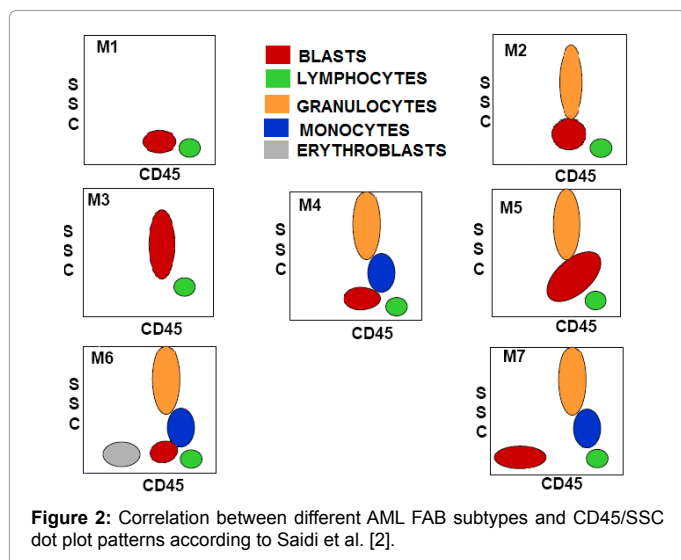 M1
S
S
C
CD45
BLASTS
LYMPHOCYTES
GRANULOCYTES
MONOCYTES
ERYTHROBLASTS
M2
S
S
C
CD45
M3
S
S
C
CD45
M4
S
S
C
CD45
M5
S
S
C
CD45
M6
S
S
C
CD45
M7
S
S
C
CD45
Figure 2: Correlation between different AML FAB subtypes and CD45/SSC
dot plot patterns according to Saidi et al. [2].